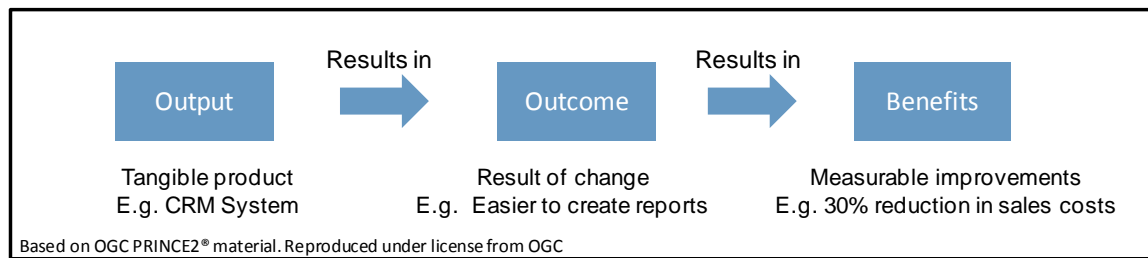 Results in
Results in
Output
Outcome
Benefits
Tangible product
E.g. CRM System
Result of change
E.g. Easier to create reports
Measurable improvements
E.g. 30% reduction in sales costs
Based on OGC PRINCE2® material. Reproduced under license from OGC